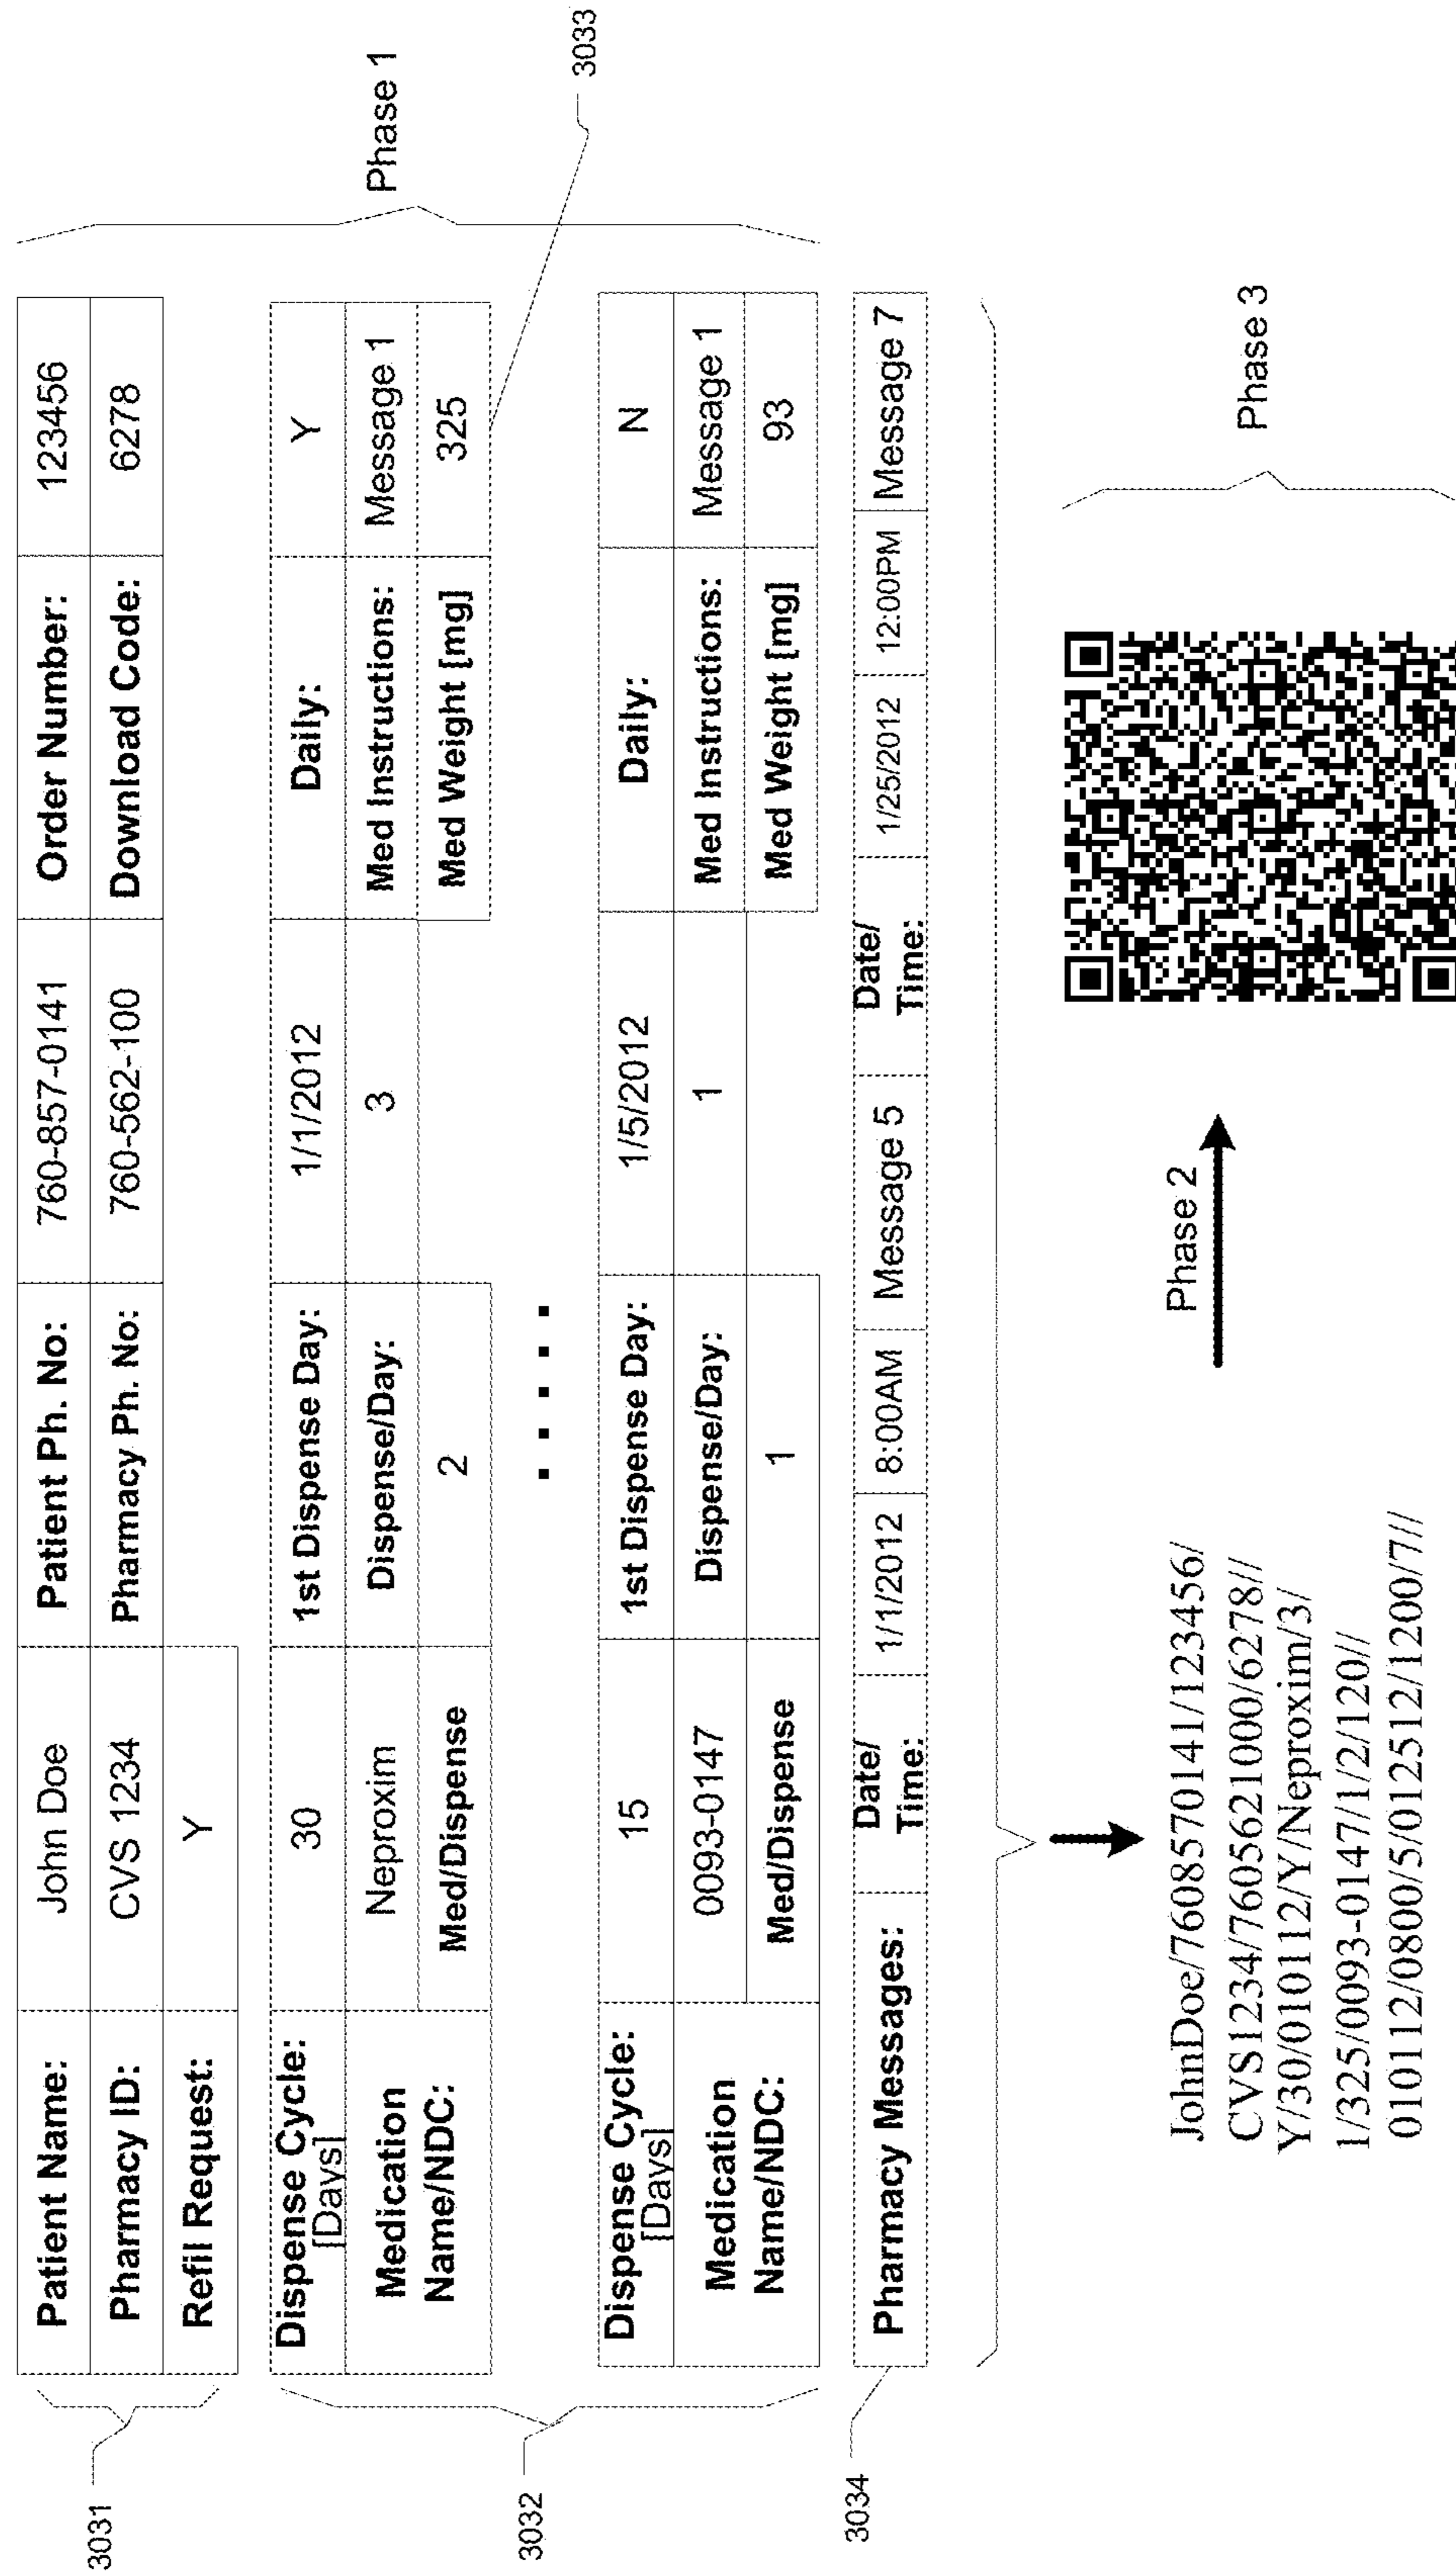 3031
Patient Name: John Doe Patient Ph. No: 760-857-0141 Order Number: 123456
Pharmacy ID: CVS 1234 Pharmacy Ph. No: 760-562-100 Download Code: 6278
Refil Request: Y
Phase 1
3032
Dispense Cycle: 30 1st Dispense Day: 1/1/2012 Daily: Y
[Days]
Medication Neproxim Dispense/Day: 3 Med Instructions: Message 1
Name/NDC: Med/Dispense 2 Med Weight [mg] 325
3033
. . . . .
Dispense Cycle: 15 1st Dispense Day: 1/5/2012 Daily: N
[Days]
Medication 0093-0147 Dispense/Day: 1 Med Instructions: Message 1
Name/NDC: Med/Dispense 1 Med Weight [mg] 93
3034
Pharmacy Messages: Date/ 1/1/2012 8:00AM Message 5 Date/ 1/25/2012 12:00PM Message 7
Time: Time:
JohnDoe/7608570141/123456/
CVS1234/7605621000/6278//
Y/30/010112/Y/Neproxim/3/
1/325/0093-0147/1/2/120//
010112/0800/5/012512/1200/7//
Phase 2
Phase 3